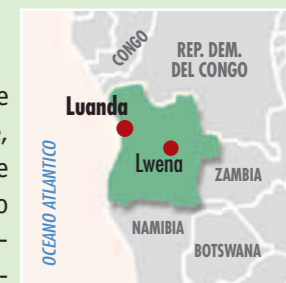 CONGO
REP. DEM.
DEL CONGO
Luanda
Lwena
ZAMBIA
OCEANO ATLANTICO
NAMIBIA
BOTSWANA
e
,
e
o
-
-